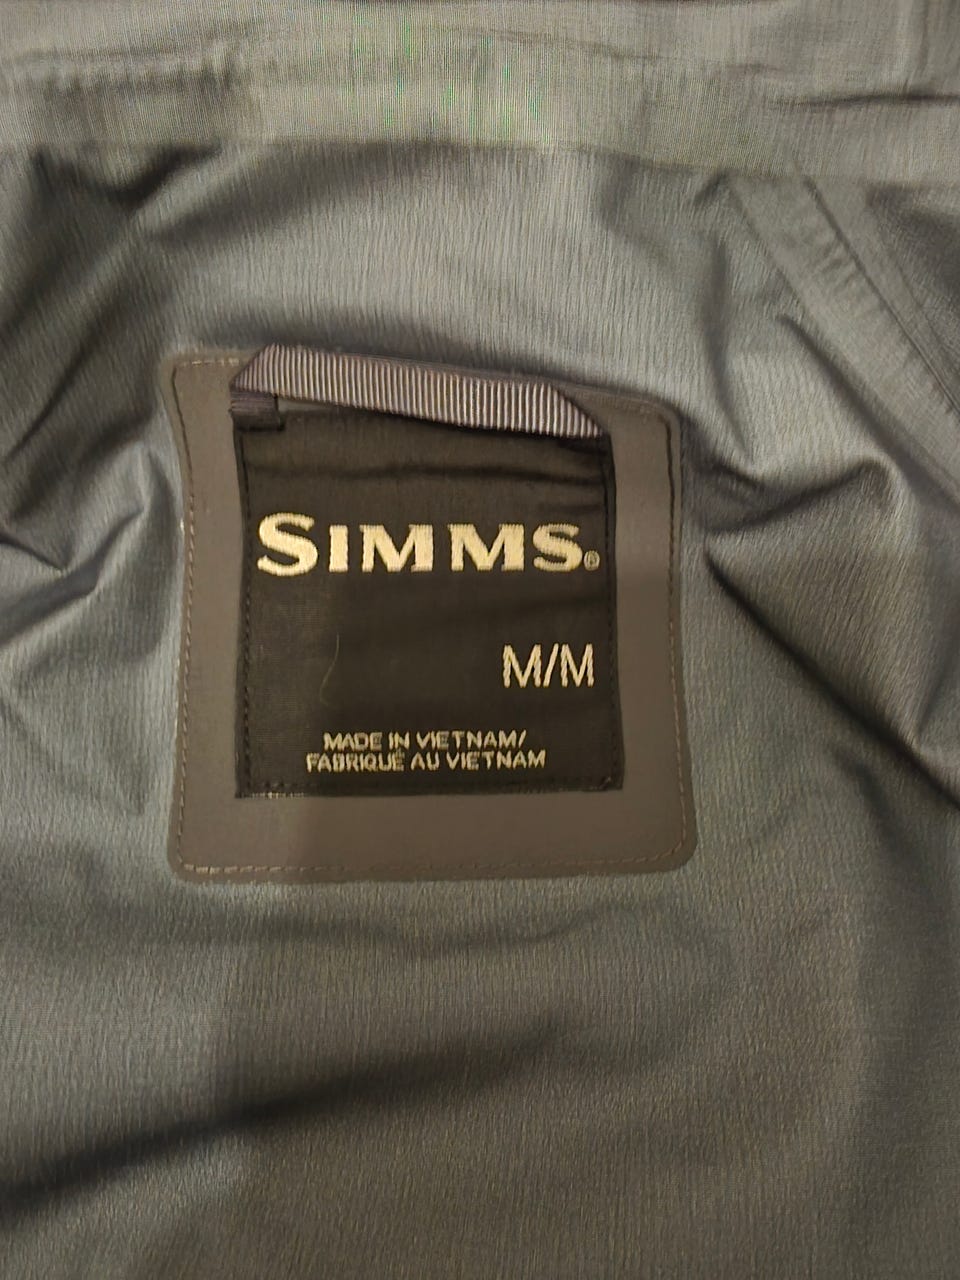 SIMMS®
M/M
MADE IN VIETNAM/
FABRIQUÉ AU VIETNAM